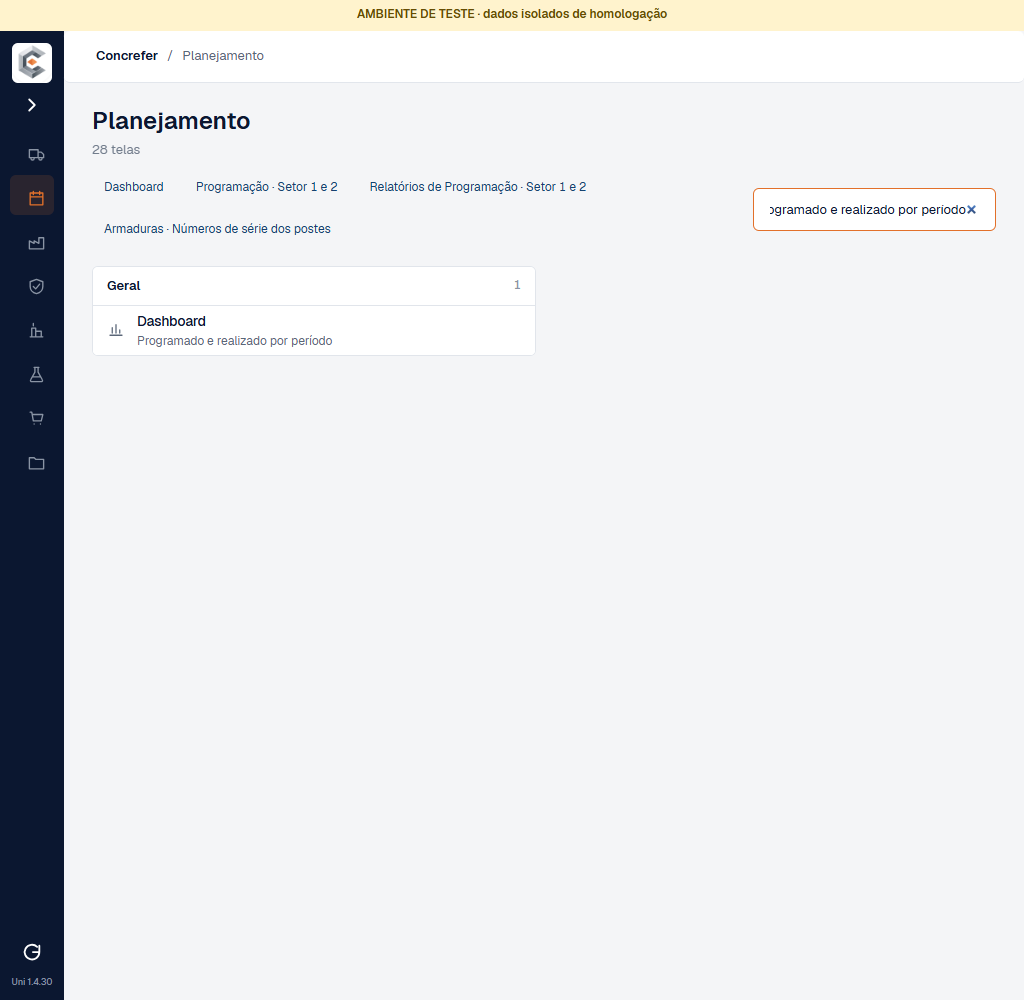 AMBIENTE DE TESTE · dados isolados de homologação
Concrefer / Planejamento
Planejamento
28 telas
Dashboard
Programação · Setor 1 e 2
Relatórios de Programação · Setor 1 e 2
Armaduras · Números de série dos postes
ogramado e realizado por período
Geral
1
Dashboard
Programado e realizado por período
Uni 1.4.30